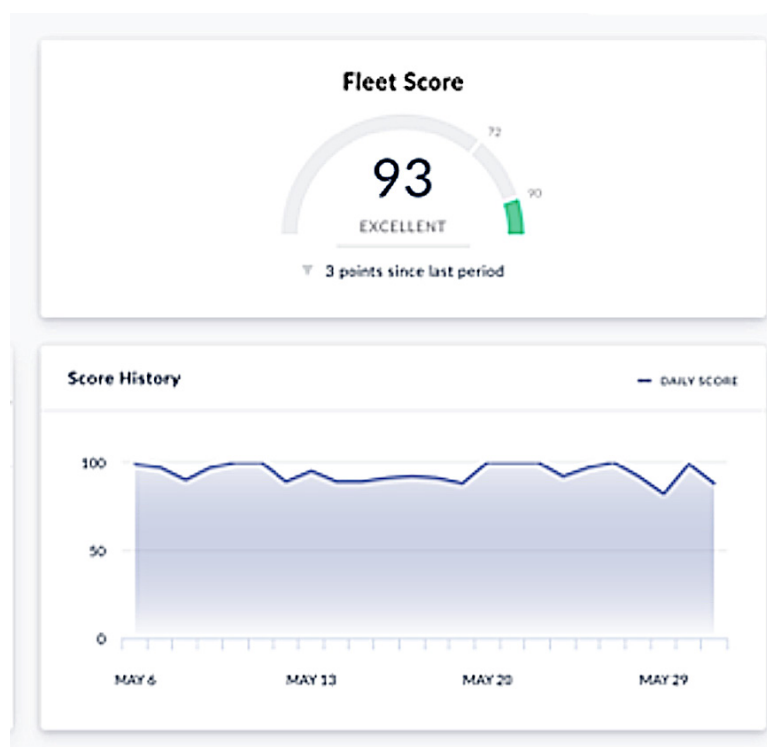 Fleet Score
72
93
90
EXCELLENT
3 points since last period
Score History
DAILY SCORE
100
50
0
MAY 6 MAY 13 MAY 20 MAY 29